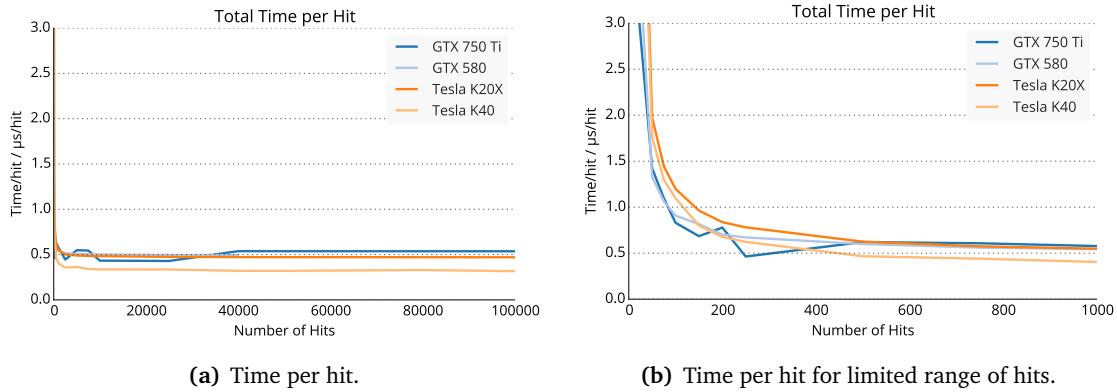 Total Time per Hit
3.0
2.5
2.0
1.5
1.0
0.5
0.0
Time/hit / μs/hit
GTX 750 Ti
GTX 580
Tesla K20X
Tesla K40
0 20000 40000 60000 80000 100000
Number of Hits
(a) Time per hit.
Total Time per Hit
3.0
2.5
2.0
1.5
1.0
0.5
0.0
Time/hit / μs/hit
GTX 750 Ti
GTX 580
Tesla K20X
Tesla K40
0 200 400 600 800 1000
Number of Hits
(b) Time per hit for limited range of hits.